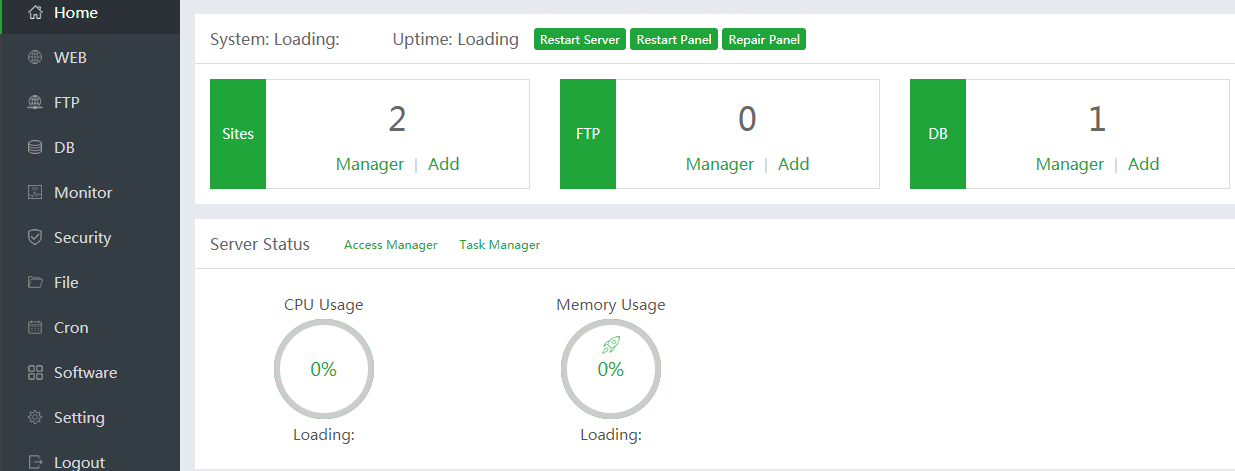 Home
WEB
FTP
DB
Monitor
Security
File
Cron
Software
Setting
Logout
System: Loading: Uptime: Loading Restart Server Restart Panel Repair Panel
Sites 2 Manager | Add
FTP 0 Manager | Add
DB 1 Manager | Add
Server Status Access Manager Task Manager
CPU Usage Memory Usage
0% 0%
Loading: Loading: